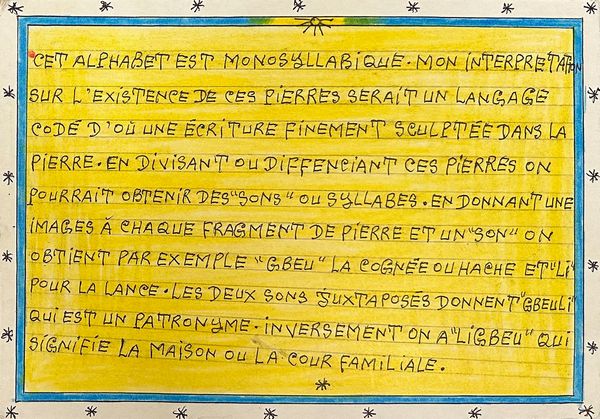 CET ALPHABET EST MONOSYLLABIQUE. MON INTERPRETATION
SUR L'EXISTENCE DE CES PIERRES SERAIT UN LANGAGE
CODÉ D'OÙ UNE ÉCRITURE FINEMENT SCULPTÉE DANS LA
PIERRE. EN DIVISANT OU DIFFENCIANT CES PIERRES ON
POURRAIT OBTENIR DES "SONS" OU SYLLABES. EN DONNANT UNE
IMAGES À CHAQUE FRAGMENT DE PIERRE ET UN "SON" ON
OBTIENT PAR EXEMPLE "GBEU" LA COGNÉE OU HACHE ET "LI"
POUR LA LANCE. LES DEUX SONS JUXTAPOSÉS DONNENT "GBEULI"
QUI EST UN PATRONYME. INVERSEMENT ON A "LIGBEU" QUI
SIGNIFIE LA MAISON OU LA COUR FAMILIALE.